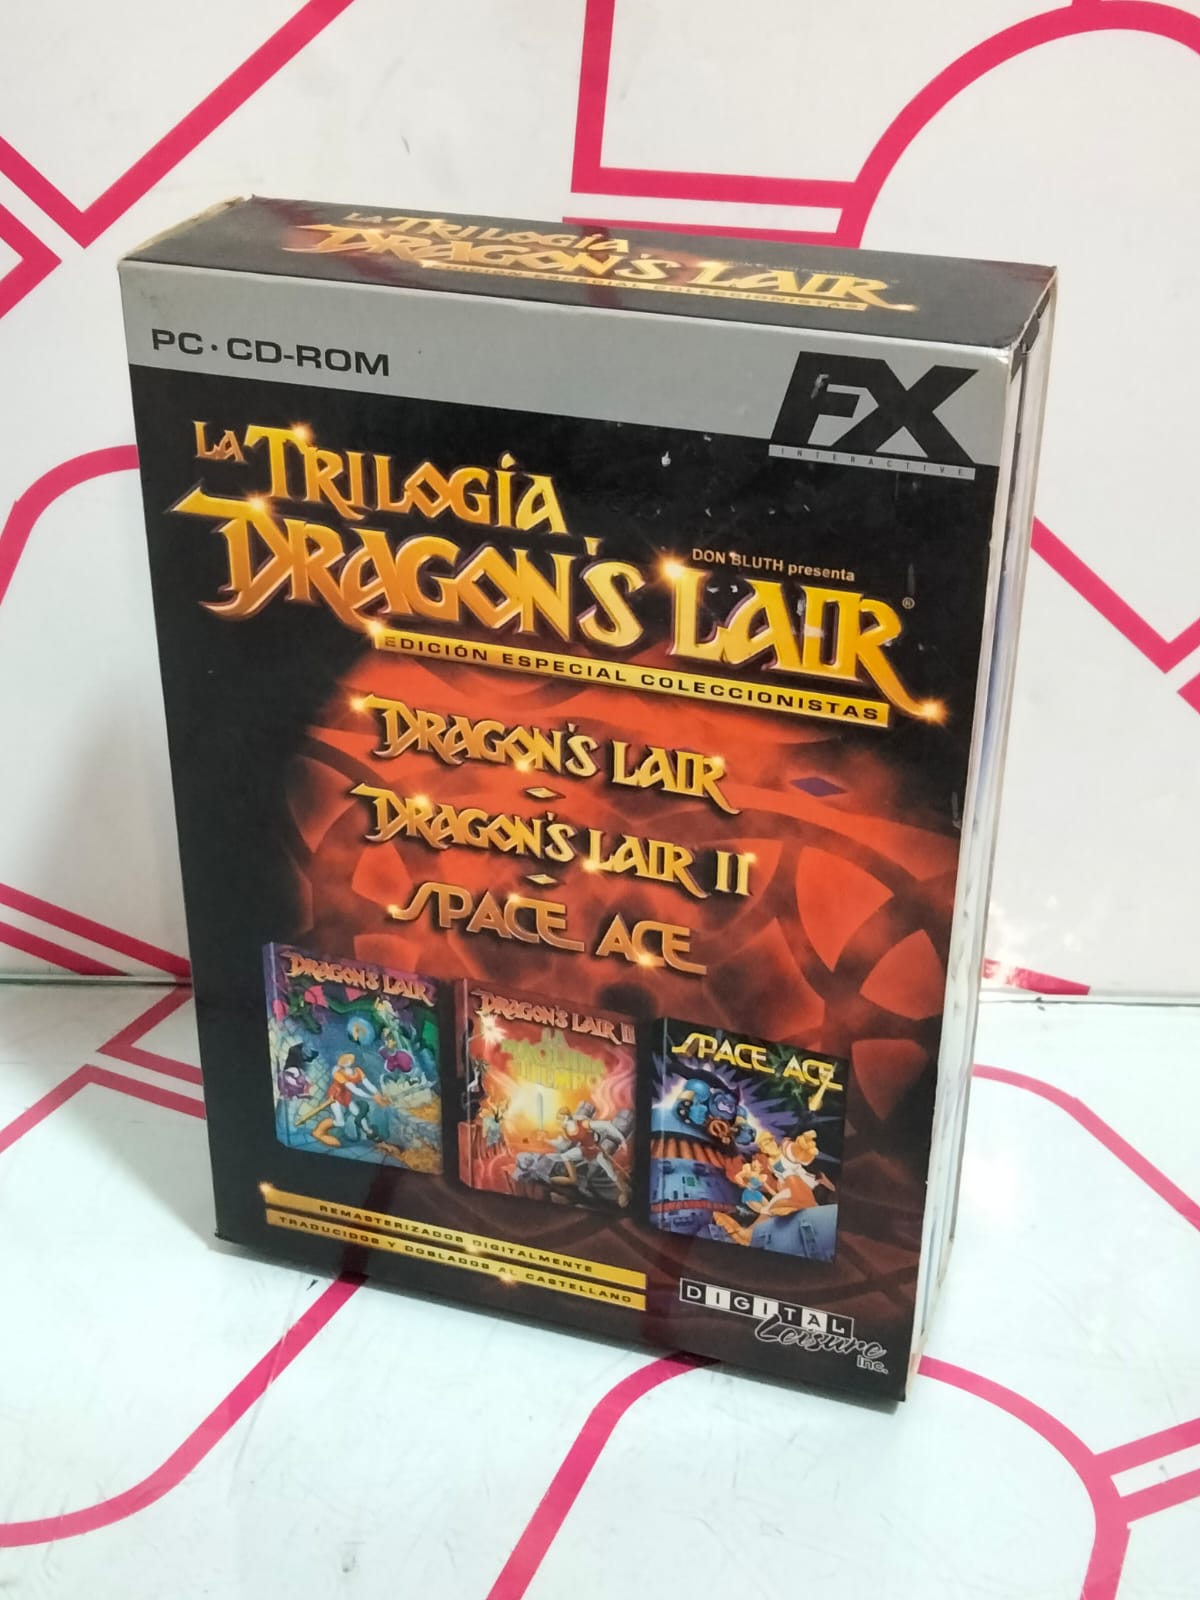 LA TRILOGÍA
DRAGON'S LAIR
EDICIÓN ESPECIAL COLECCIONISTAS
PC · CD-ROM
FX
INTERACTIVE
LA TRILOGÍA
DON BLUTH presenta
DRAGON'S LAIR®
EDICIÓN ESPECIAL COLECCIONISTAS
DRAGON'S LAIR
DRAGON'S LAIR II
SPACE ACE
DRAGON'S LAIR
DRAGON'S LAIR II
SPACE ACE
REMASTERIZADOS DIGITALMENTE
TRADUCIDOS Y DOBLADOS AL CASTELLANO
DIGITAL
Leisure
Inc.